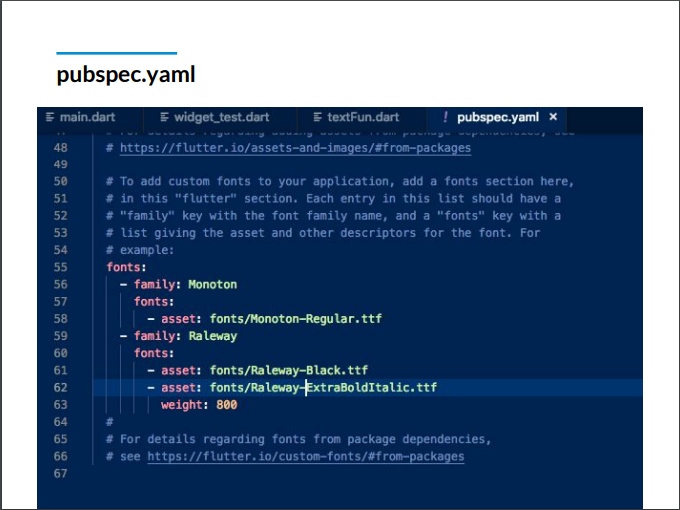 pubspec.yaml
main.dart widget_test.dart textFun.dart ! pubspec.yaml ×
48 # https://flutter.io/assets-and-images/#from-packages
49
50 # To add custom fonts to your application, add a fonts section here,
51 # in this "flutter" section. Each entry in this list should have a
52 # "family" key with the font family name, and a "fonts" key with a
53 # list giving the asset and other descriptors for the font. For
54 # example:
55 fonts:
56 - family: Monoton
57 fonts:
58 - asset: fonts/Monoton-Regular.ttf
59 - family: Raleway
60 fonts:
61 - asset: fonts/Raleway-Black.ttf
62 - asset: fonts/Raleway-ExtraBoldItalic.ttf
63 weight: 800
64 #
65 # For details regarding fonts from package dependencies,
66 # see https://flutter.io/custom-fonts/#from-packages
67